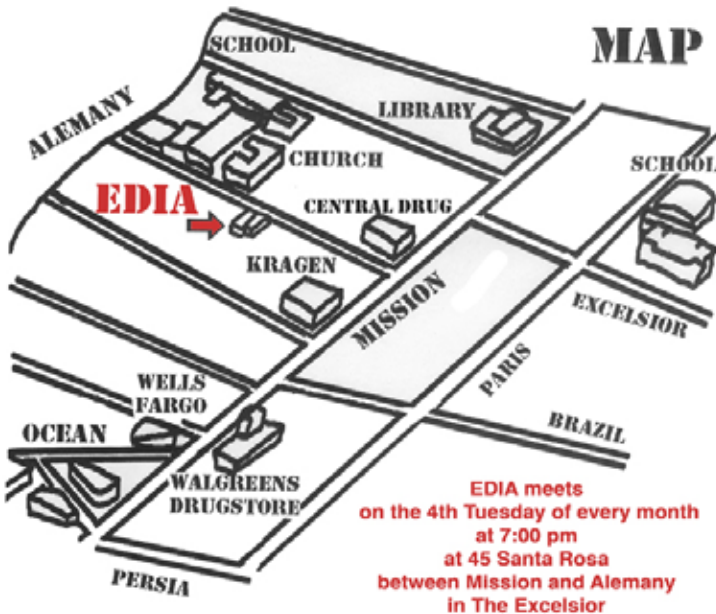 SCHOOL
MAP
ALEMANY
LIBRARY
CHURCH
SCHOOL
EDIA
CENTRAL DRUG
KRAGEN
MISSION
EXCELSIOR
PARIS
WELLS
FARGO
BRAZIL
OCEAN
WALGREENS
DRUGSTORE
PERSIA
EDIA meets
on the 4th Tuesday of every month
at 7:00 pm
at 45 Santa Rosa
between Mission and Alemany
in The Excelsior